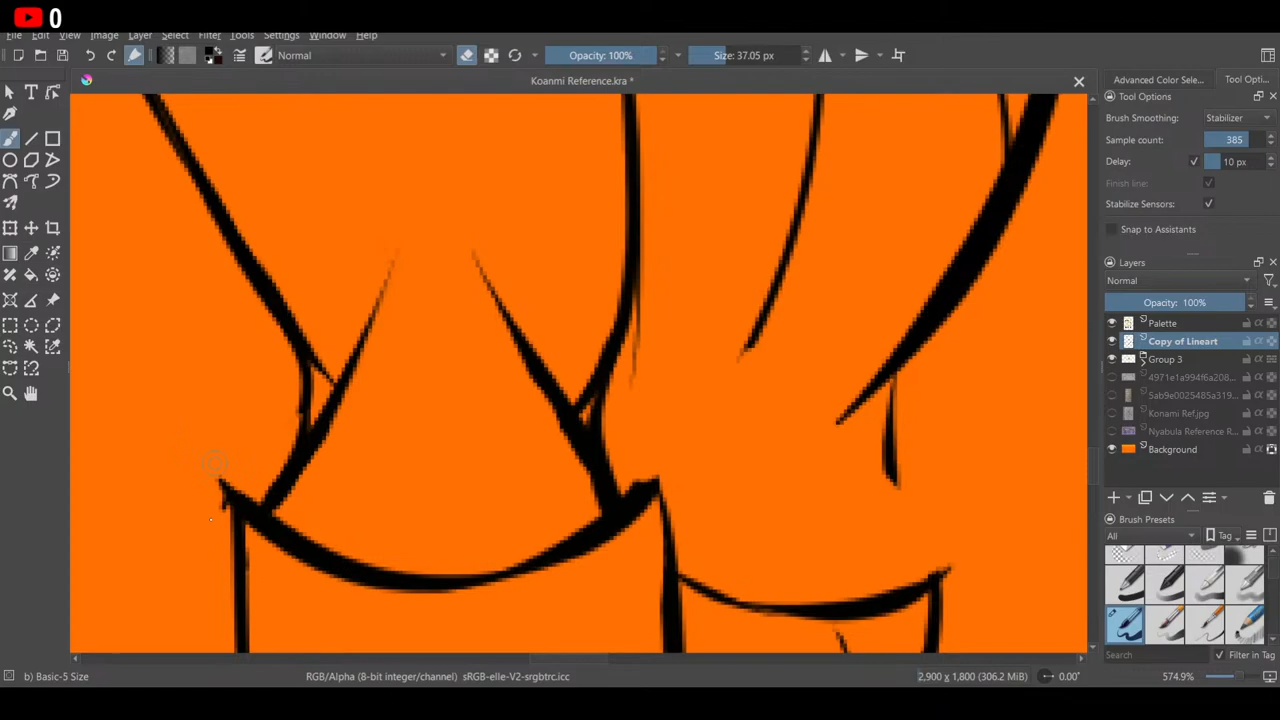 0
File Edit View Image Layer Select Filter Tools Settings Window Help
Normal Opacity: 100% Size: 37.05 px
Koanmi Reference.kra *
Advanced Color Sele... Tool Opti...
Tool Options
Brush Smoothing: Stabilizer
Sample count: 385
Delay: 10 px
Finish line:
Stabilize Sensors:
Snap to Assistants
Layers
Normal
Opacity: 100%
Palette
Copy of Lineart
Group 3
4971e1a994f6a208...
5ab9e0025485a319...
Konami Ref.jpg
Nyabula Reference R...
Background
Brush Presets
All Tag
Search Filter in Tag
b) Basic-5 Size RGB/Alpha (8-bit integer/channel) sRGB-elle-V2-srgbtrc.icc 2,900 x 1,800 (306.2 MiB) 0.00° 574.9%